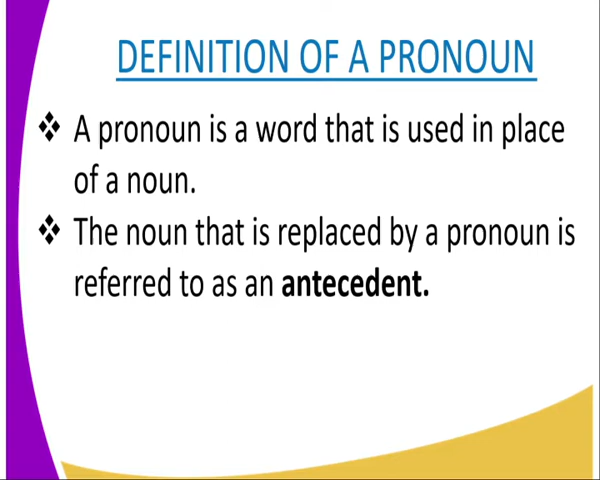 DEFINITION OF A PRONOUN
❖ A pronoun is a word that is used in place
of a noun.
❖ The noun that is replaced by a pronoun is
referred to as an antecedent.